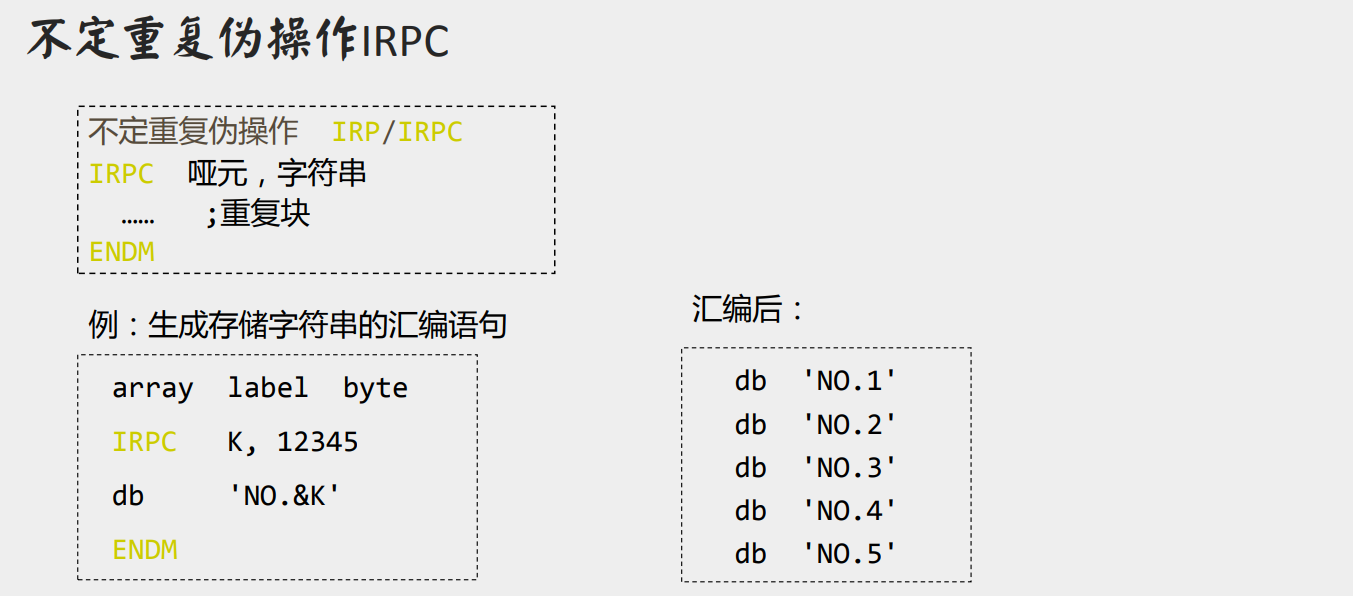 不定重复伪操作IRPC
不定重复伪操作 IRP/IRPC
IRPC 哑元，字符串
…… ;重复块
ENDM
例：生成存储字符串的汇编语句
array label byte
IRPC K, 12345
db 'NO.&K'
ENDM
汇编后：
db 'NO.1'
db 'NO.2'
db 'NO.3'
db 'NO.4'
db 'NO.5'